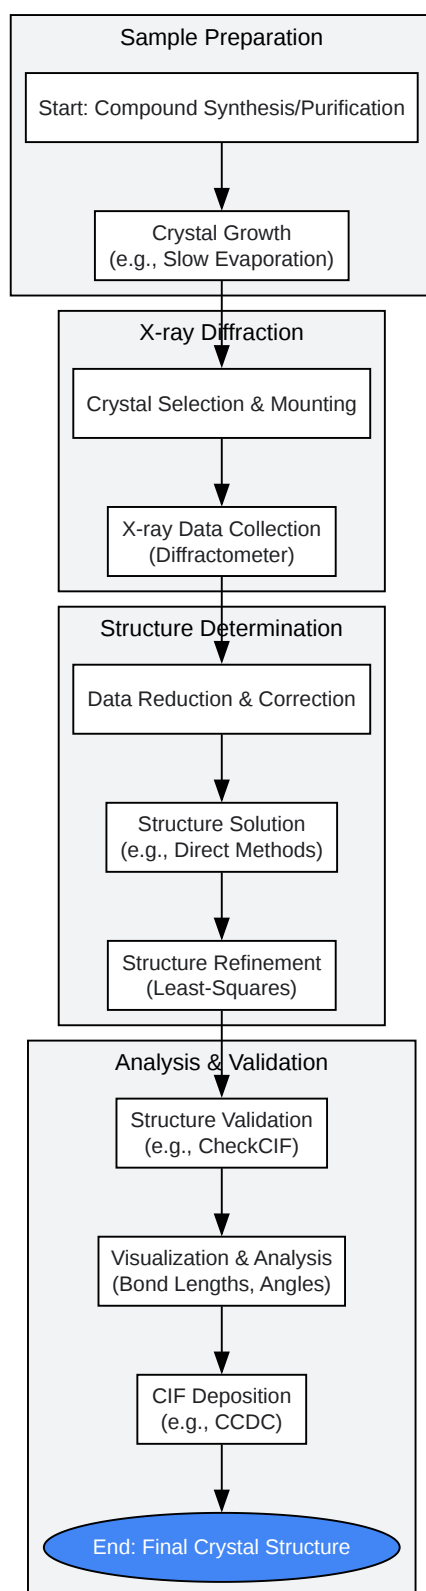 Sample Preparation
Start: Compound Synthesis/Purification
Crystal Growth
(e.g., Slow Evaporation)
X-ray Diffraction
Crystal Selection & Mounting
X-ray Data Collection
(Diffractometer)
Structure Determination
Data Reduction & Correction
Structure Solution
(e.g., Direct Methods)
Structure Refinement
(Least-Squares)
Analysis & Validation
Structure Validation
(e.g., CheckCIF)
Visualization & Analysis
(Bond Lengths, Angles)
CIF Deposition
(e.g., CCDC)
End: Final Crystal Structure